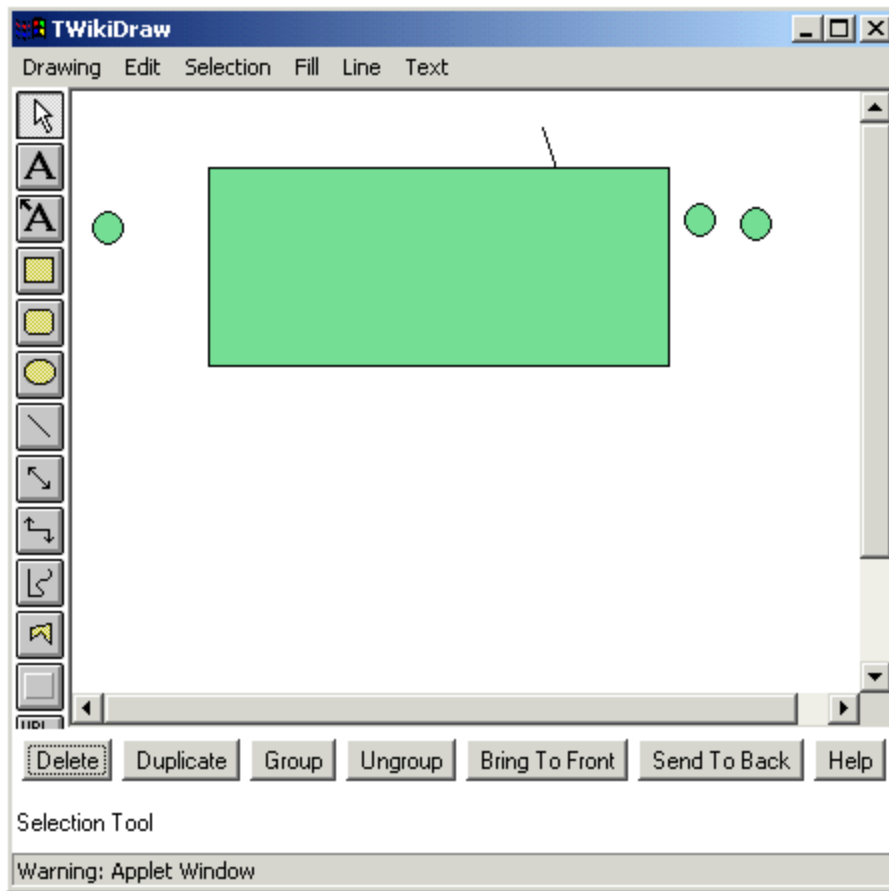 TWikiDraw
Drawing Edit Selection Fill Line Text
A
A
URL
Delete Duplicate Group Ungroup Bring To Front Send To Back Help
Selection Tool
Warning: Applet Window